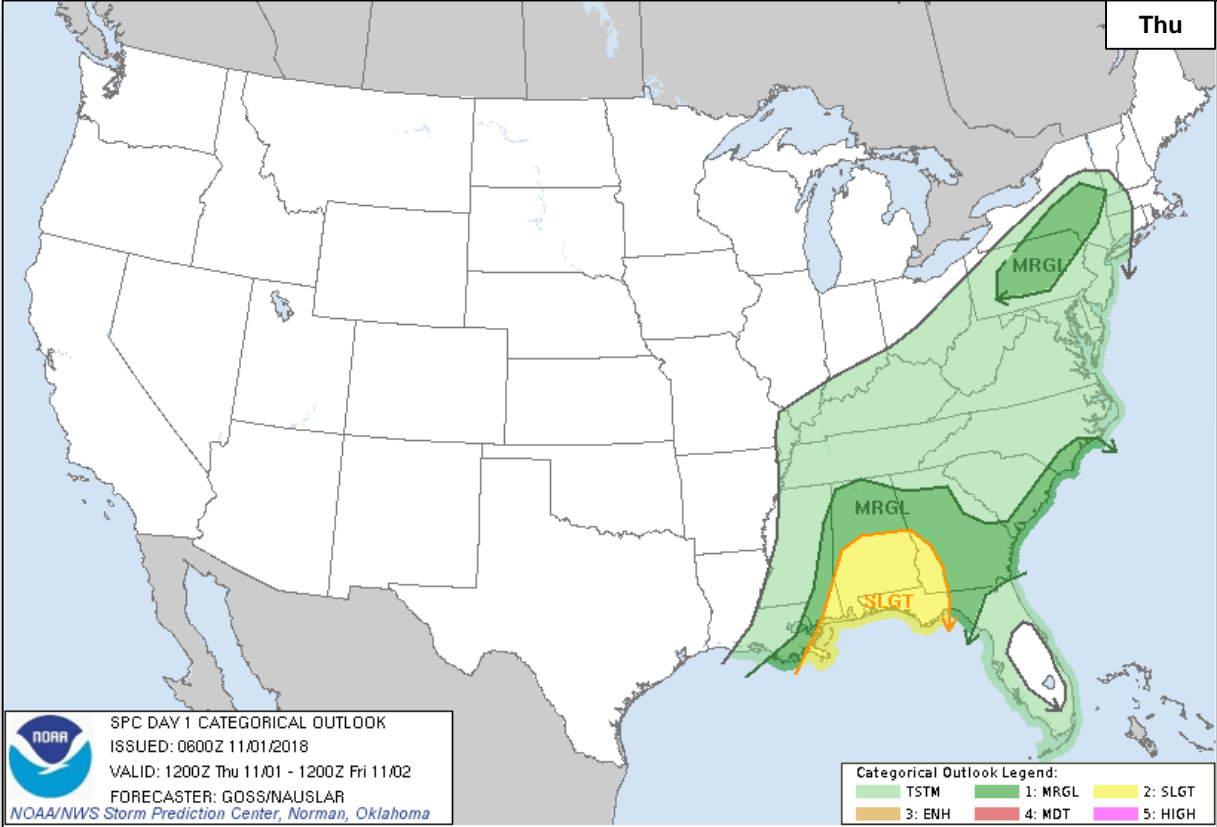 Thu
MRGL
MRGL
SLGT
NOAA
SPC DAY 1 CATEGORICAL OUTLOOK
ISSUED: 0600Z 11/01/2018
VALID: 1200Z Thu 11/01 - 1200Z Fri 11/02
FORECASTER: GOSS/NAUSLAR
NOAA/NWS Storm Prediction Center, Norman, Oklahoma
Categorical Outlook Legend:
TSTM 1: MRGL 2: SLGT
3: ENH 4: MDT 5: HIGH